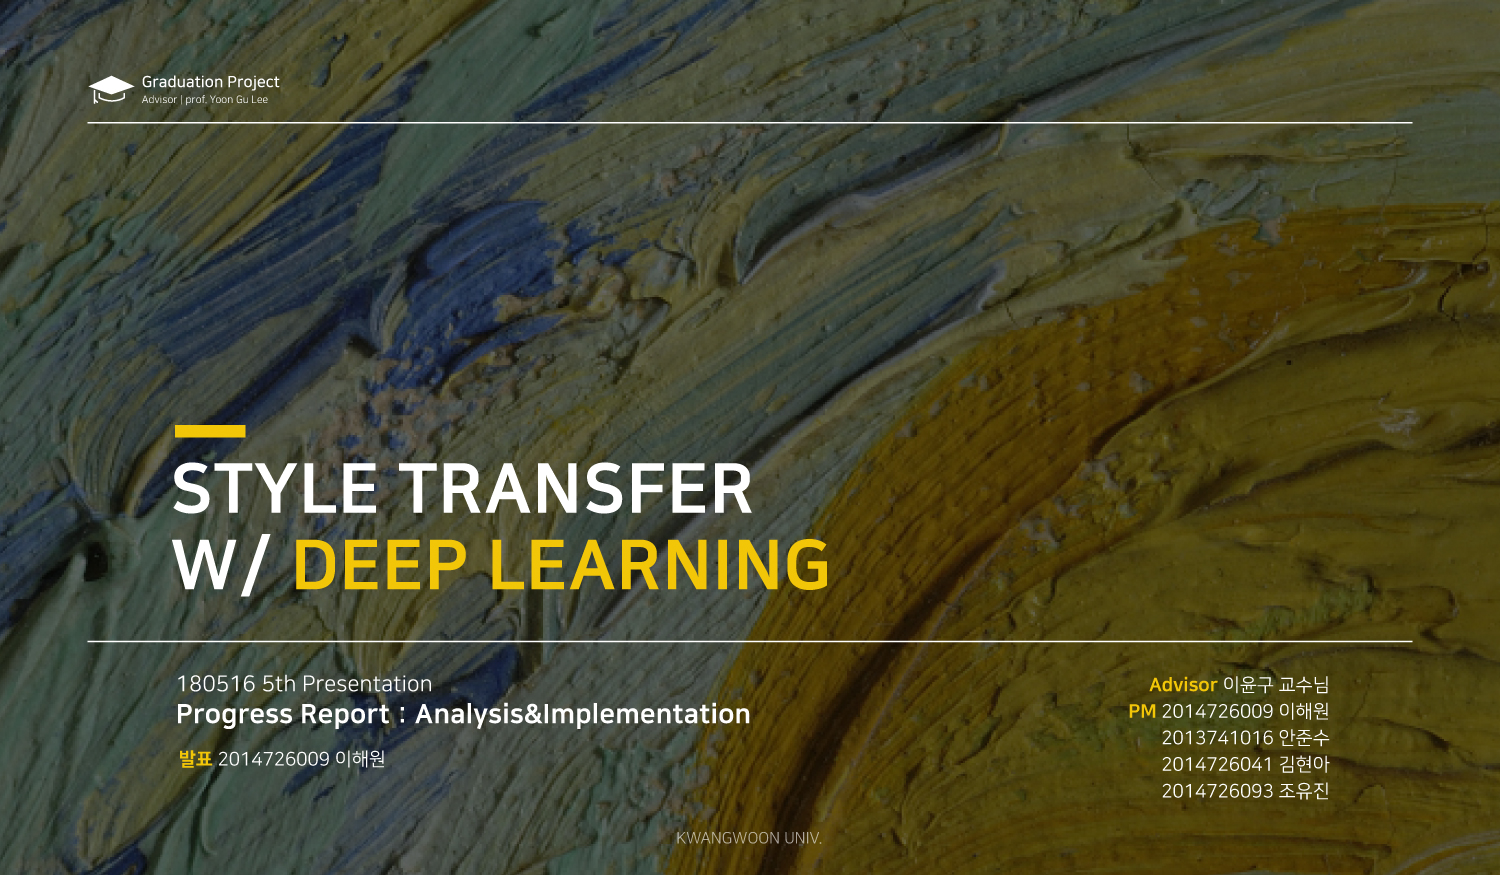 Graduation Project
Advisor | prof. Yoon Gu Lee
STYLE TRANSFER
W/ DEEP LEARNING
180516 5th Presentation
Progress Report : Analysis&Implementation
발표 2014726009 이해원
Advisor 이윤구 교수님
PM 2014726009 이해원
2013741016 안준수
2014726041 김현아
2014726093 조유진
KWANGWOON UNIV.